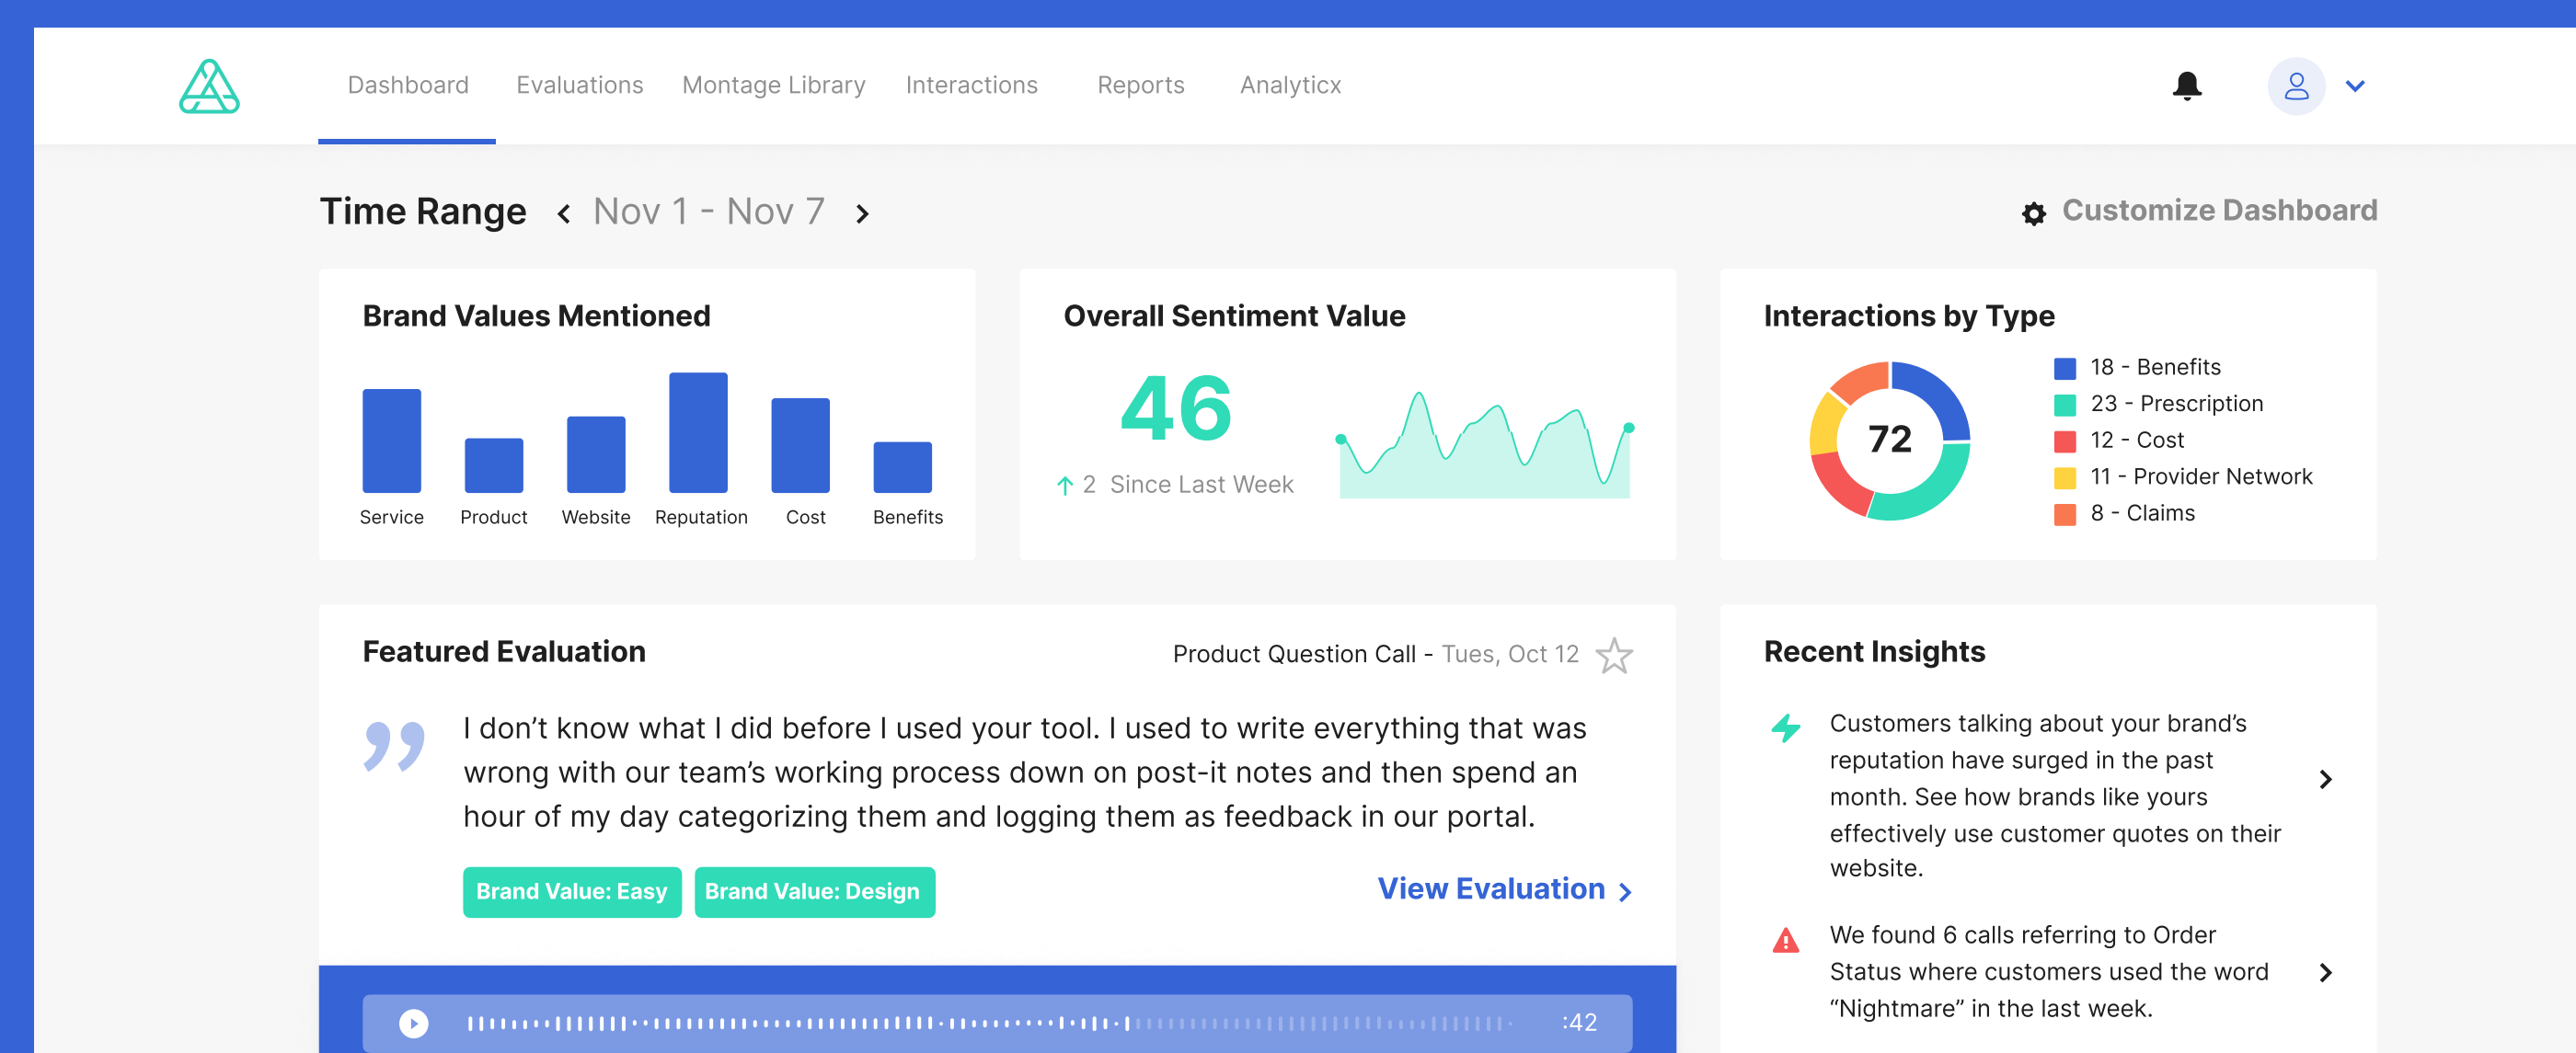 Dashboard Evaluations Montage Library Interactions Reports Analyticx
Time Range Nov 1 - Nov 7
Customize Dashboard
Brand Values Mentioned
Service Product Website Reputation Cost Benefits
Overall Sentiment Value
46
2 Since Last Week
Interactions by Type
72
18 - Benefits
23 - Prescription
12 - Cost
11 - Provider Network
8 - Claims
Featured Evaluation
Product Question Call - Tues, Oct 12
I don’t know what I did before I used your tool. I used to write everything that was
wrong with our team’s working process down on post-it notes and then spend an
hour of my day categorizing them and logging them as feedback in our portal.
Brand Value: Easy Brand Value: Design
View Evaluation
:42
Recent Insights
Customers talking about your brand’s
reputation have surged in the past
month. See how brands like yours
effectively use customer quotes on their
website.
We found 6 calls referring to Order
Status where customers used the word
“Nightmare” in the last week.